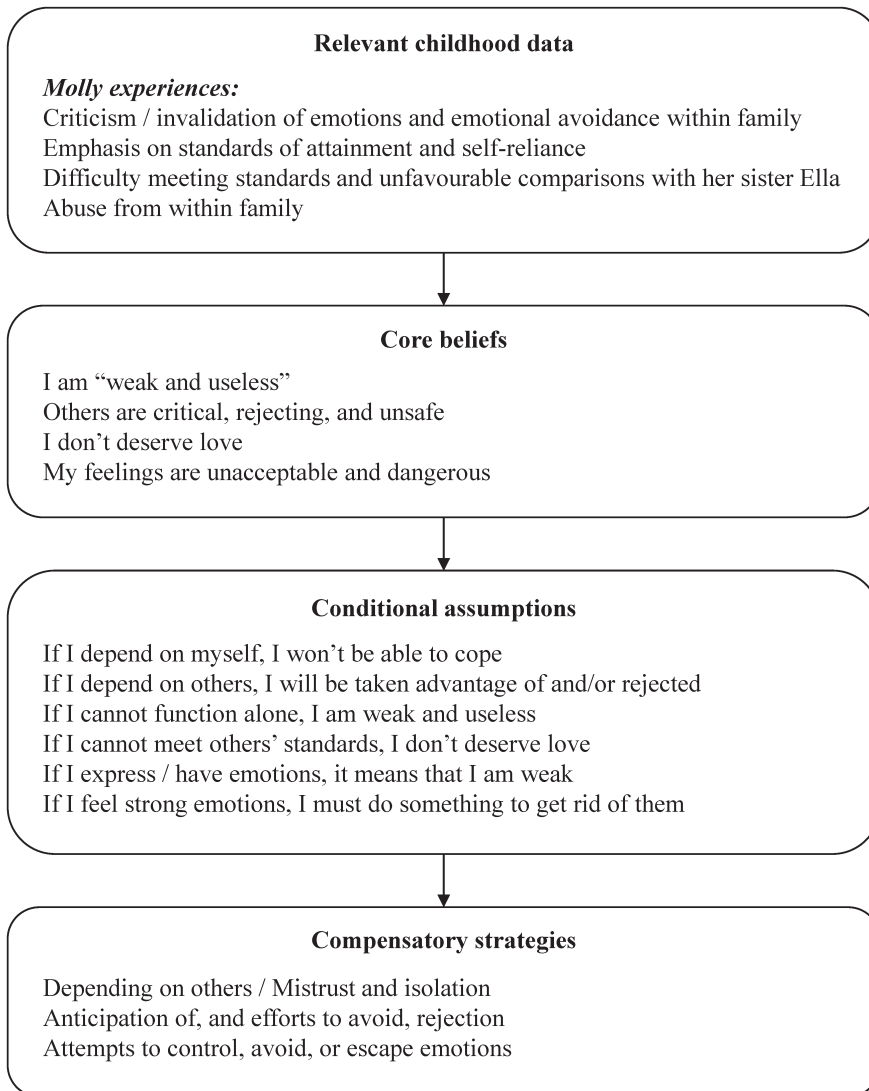 Relevant childhood data
Molly experiences:
Criticism / invalidation of emotions and emotional avoidance within family
Emphasis on standards of attainment and self-reliance
Difficulty meeting standards and unfavourable comparisons with her sister Ella
Abuse from within family
Core beliefs
I am “weak and useless”
Others are critical, rejecting, and unsafe
I don’t deserve love
My feelings are unacceptable and dangerous
Conditional assumptions
If I depend on myself, I won’t be able to cope
If I depend on others, I will be taken advantage of and/or rejected
If I cannot function alone, I am weak and useless
If I cannot meet others’ standards, I don’t deserve love
If I express / have emotions, it means that I am weak
If I feel strong emotions, I must do something to get rid of them
Compensatory strategies
Depending on others / Mistrust and isolation
Anticipation of, and efforts to avoid, rejection
Attempts to control, avoid, or escape emotions